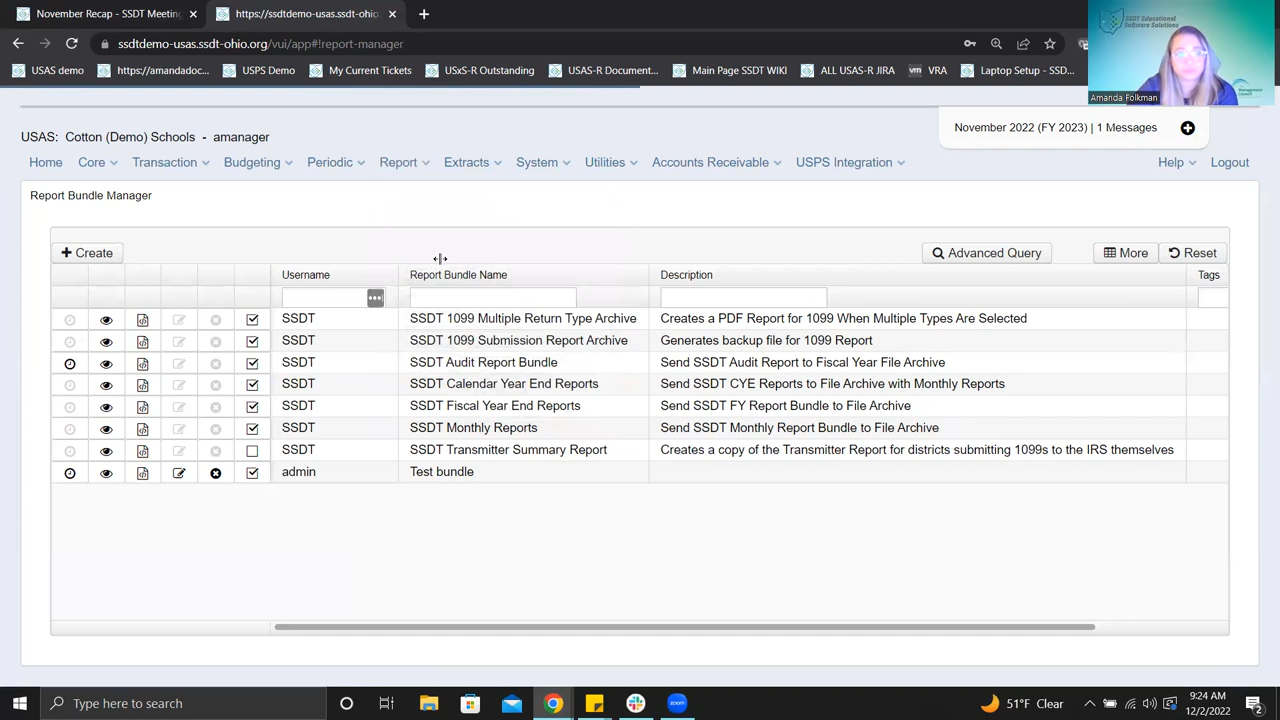 November Recap - SSDT Meeting
https://ssdtdemo-usas.ssdt-ohio.
ssdtdemo-usas.ssdt-ohio.org/vui/app#!report-manager
USAS demo
https://amandadoc...
USPS Demo
My Current Tickets
USxS-R Outstanding
USAS-R Document...
Main Page SSDT WIKI
ALL USAS-R JIRA
VRA
Laptop Setup - SSD...
SSDT Educational
Software Solutions
Management
Council
Amanda Folkman
USAS: Cotton (Demo) Schools - amanager
November 2022 (FY 2023) | 1 Messages
Home Core Transaction Budgeting Periodic Report Extracts System Utilities Accounts Receivable USPS Integration Help Logout
Report Bundle Manager
Create Advanced Query More Reset
Username Report Bundle Name Description Tags
SSDT SSDT 1099 Multiple Return Type Archive Creates a PDF Report for 1099 When Multiple Types Are Selected
SSDT SSDT 1099 Submission Report Archive Generates backup file for 1099 Report
SSDT SSDT Audit Report Bundle Send SSDT Audit Report to Fiscal Year File Archive
SSDT SSDT Calendar Year End Reports Send SSDT CYE Reports to File Archive with Monthly Reports
SSDT SSDT Fiscal Year End Reports Send SSDT FY Report Bundle to File Archive
SSDT SSDT Monthly Reports Send SSDT Monthly Report Bundle to File Archive
SSDT SSDT Transmitter Summary Report Creates a copy of the Transmitter Report for districts submitting 1099s to the IRS themselves
admin Test bundle
Type here to search
zoom
51°F Clear
9:24 AM
12/2/2022
2